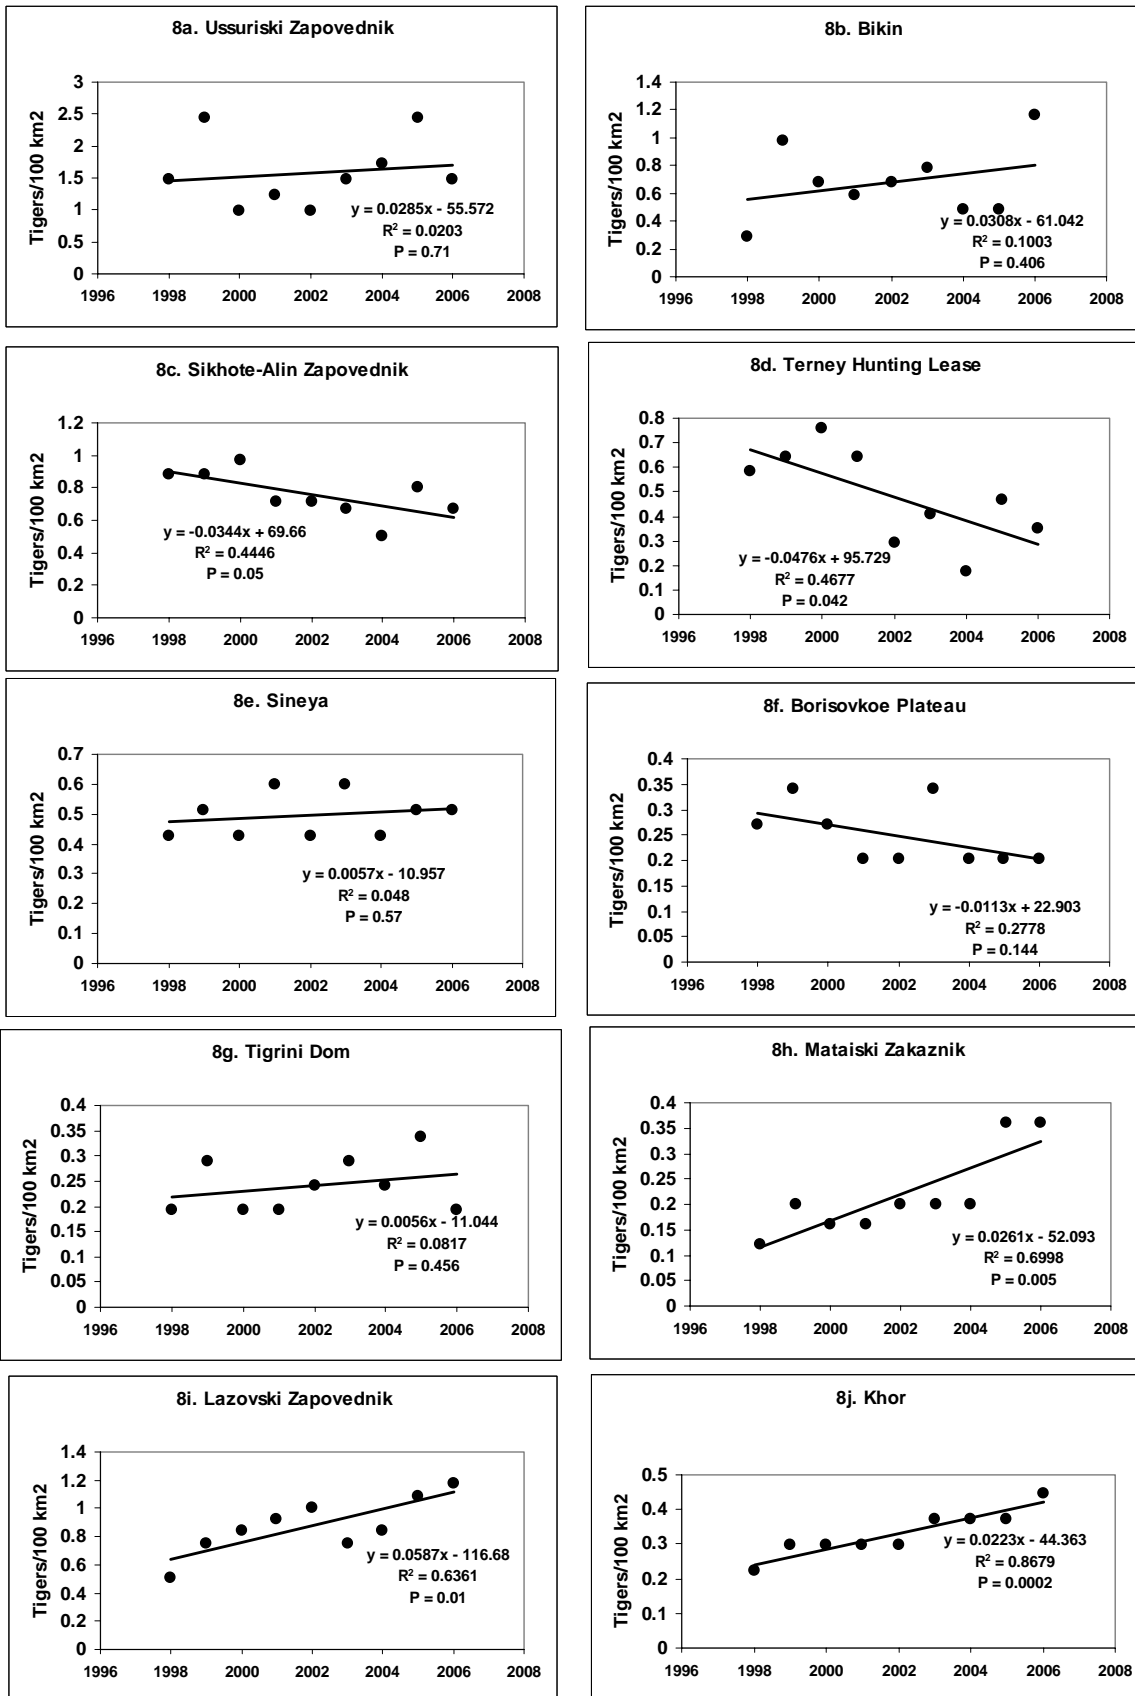 8a. Ussuriski Zapovednik
Tigers/100 km2
3
2.5
2
1.5
1
0.5
0
y = 0.0285x - 55.572
R² = 0.0203
P = 0.71
1996 1998 2000 2002 2004 2006 2008
8b. Bikin
Tigers/100 km2
1.4
1.2
1
0.8
0.6
0.4
0.2
0
y = 0.0308x - 61.042
R² = 0.1003
P = 0.406
1996 1998 2000 2002 2004 2006 2008
8c. Sikhote-Alin Zapovednik
Tigers/100 km2
1.2
1
0.8
0.6
0.4
0.2
0
y = -0.0344x + 69.66
R² = 0.4446
P = 0.05
1996 1998 2000 2002 2004 2006 2008
8d. Terney Hunting Lease
Tigers/100 km2
0.8
0.7
0.6
0.5
0.4
0.3
0.2
0.1
0
y = -0.0476x + 95.729
R² = 0.4677
P = 0.042
1996 1998 2000 2002 2004 2006 2008
8e. Sineya
Tigers/100 km2
0.7
0.6
0.5
0.4
0.3
0.2
0.1
0
y = 0.0057x - 10.957
R² = 0.048
P = 0.57
1996 1998 2000 2002 2004 2006 2008
8f. Borisovkoe Plateau
Tigers/100 km2
0.4
0.35
0.3
0.25
0.2
0.15
0.1
0.05
0
y = -0.0113x + 22.903
R² = 0.2778
P = 0.144
1996 1998 2000 2002 2004 2006 2008
8g. Tigrini Dom
Tigers/100 km2
0.4
0.35
0.3
0.25
0.2
0.15
0.1
0.05
0
y = 0.0056x - 11.044
R² = 0.0817
P = 0.456
1996 1998 2000 2002 2004 2006 2008
8h. Mataiski Zakaznik
Tigers/100 km2
0.4
0.35
0.3
0.25
0.2
0.15
0.1
0.05
0
y = 0.0261x - 52.093
R² = 0.6998
P = 0.005
1996 1998 2000 2002 2004 2006 2008
8i. Lazovski Zapovednik
Tigers/100 km2
1.4
1.2
1
0.8
0.6
0.4
0.2
0
y = 0.0587x - 116.68
R² = 0.6361
P = 0.01
1996 1998 2000 2002 2004 2006 2008
8j. Khor
Tigers/100 km2
0.5
0.4
0.3
0.2
0.1
0
y = 0.0223x - 44.363
R² = 0.8679
P = 0.0002
1996 1998 2000 2002 2004 2006 2008